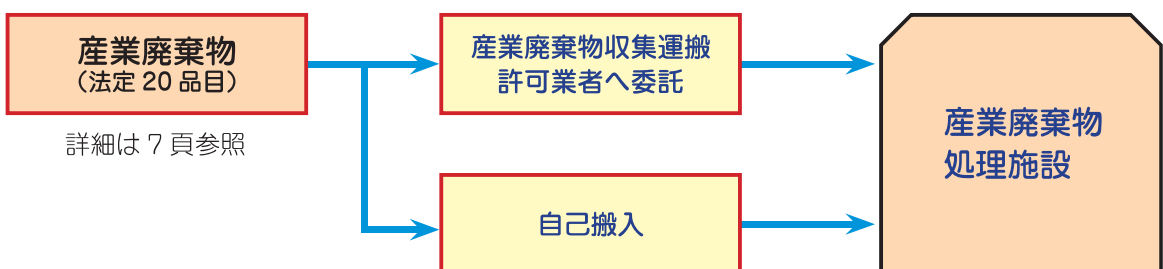 産業廃棄物
（法定 20 品目）
詳細は 7 頁参照
産業廃棄物収集運搬
許可業者へ委託
自己搬入
産業廃棄物
処理施設